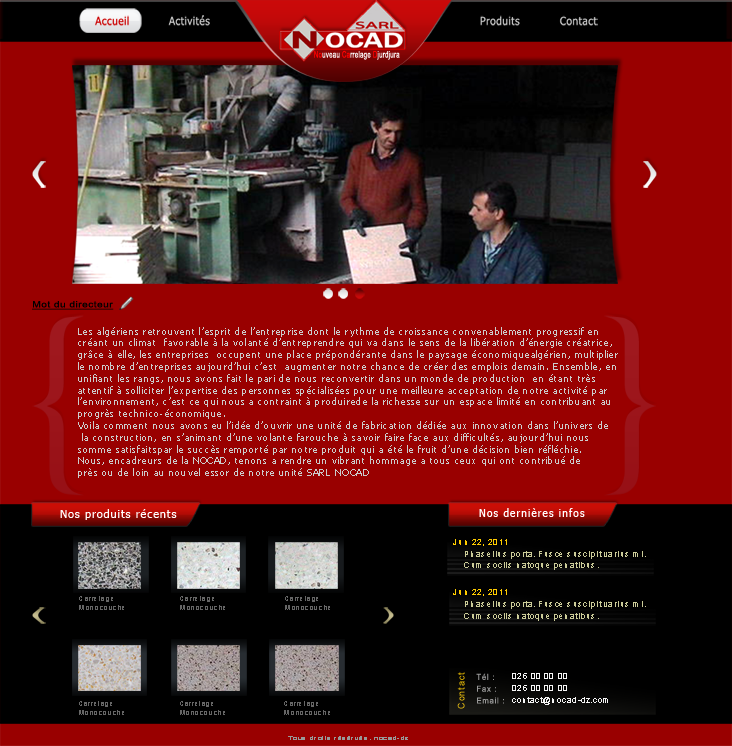 Accueil
Activités
SARL
NOCAD
Nouveau Carrelage Djurdjura
Produits
Contact
Mot du directeur
Les algériens retrouvent l'esprit de l'entreprise dont le rythme de croissance convenablement progressif en
créant un climat favorable à la volanté d'entreprendre qui va dans le sens de la libération d'énergie créatrice,
grâce à elle, les entreprises occupent une place prépondérante dans le paysage économiquealgérien, multiplier
le nombre d'entreprises aujourd'hui c'est augmenter notre chance de créer des emplois demain. Ensemble, en
unifiant les rangs, nous avons fait le pari de nous reconvertir dans un monde de production en étant très
attentif à solliciter l'expertise des personnes spécialisées pour une meilleure acceptation de notre activité par
l'environnement, c'est ce qui nous a contraint à produirede la richesse sur un espace limité en contribuant au
progrès technico-économique.
Voila comment nous avons eu l'idée d'ouvrir une unité de fabrication dédiée aux innovation dans l'univers de
la construction, en s'animant d'une volante farouche à savoir faire face aux difficultés, aujourd'hui nous
somme satisfaitspar le succès remporté par notre produit qui a été le fruit d'une décision bien réfléchie.
Nous, encadreurs de la NOCAD, tenons a rendre un vibrant hommage a tous ceux qui ont contribué de
près ou de loin au nouvel essor de notre unité SARL NOCAD
Nos produits récents
Carrelage
Monocouche
Carrelage
Monocouche
Carrelage
Monocouche
Carrelage
Monocouche
Carrelage
Monocouche
Carrelage
Monocouche
Nos dernières infos
Jun 22, 2011
Phasellus porta. Fusce suscipituarius mi.
Cum sociis natoque penatibus.
Jun 22, 2011
Phasellus porta. Fusce suscipituarius mi.
Cum sociis natoque penatibus.
Contact
Tél : 026 00 00 00
Fax : 026 00 00 00
Email : contact@nocad-dz.com
Tous droits réservés. nocad-dz